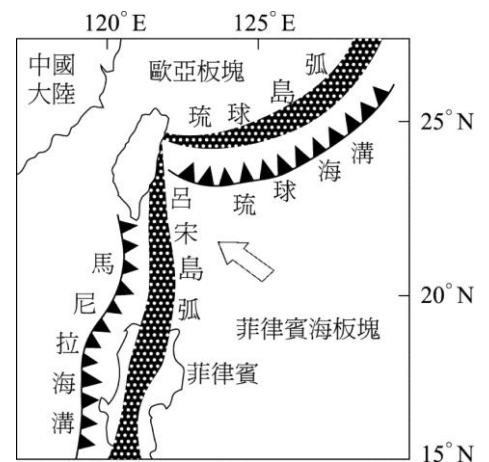 120°E
125°E
中國
大陸
歐亞板塊
琉球島弧
25°N
琉球海溝
呂宋島弧
馬尼拉海溝
20°N
菲律賓海板塊
菲律賓
15°N